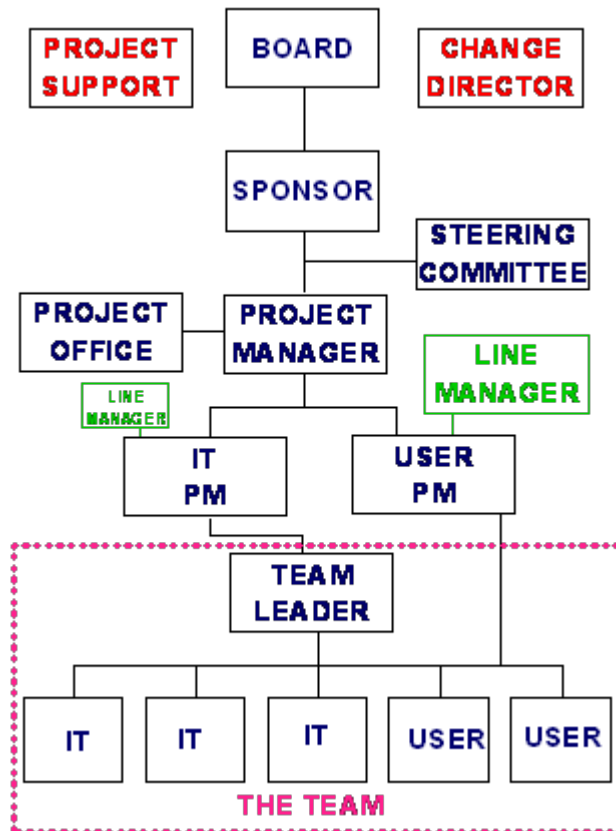 PROJECT
SUPPORT
BOARD
CHANGE
DIRECTOR
SPONSOR
STEERING
COMMITTEE
PROJECT
OFFICE
PROJECT
MANAGER
LINE
MANAGER
LINE
MANAGER
IT
PM
USER
PM
TEAM
LEADER
IT
IT
IT
USER
USER
THE TEAM